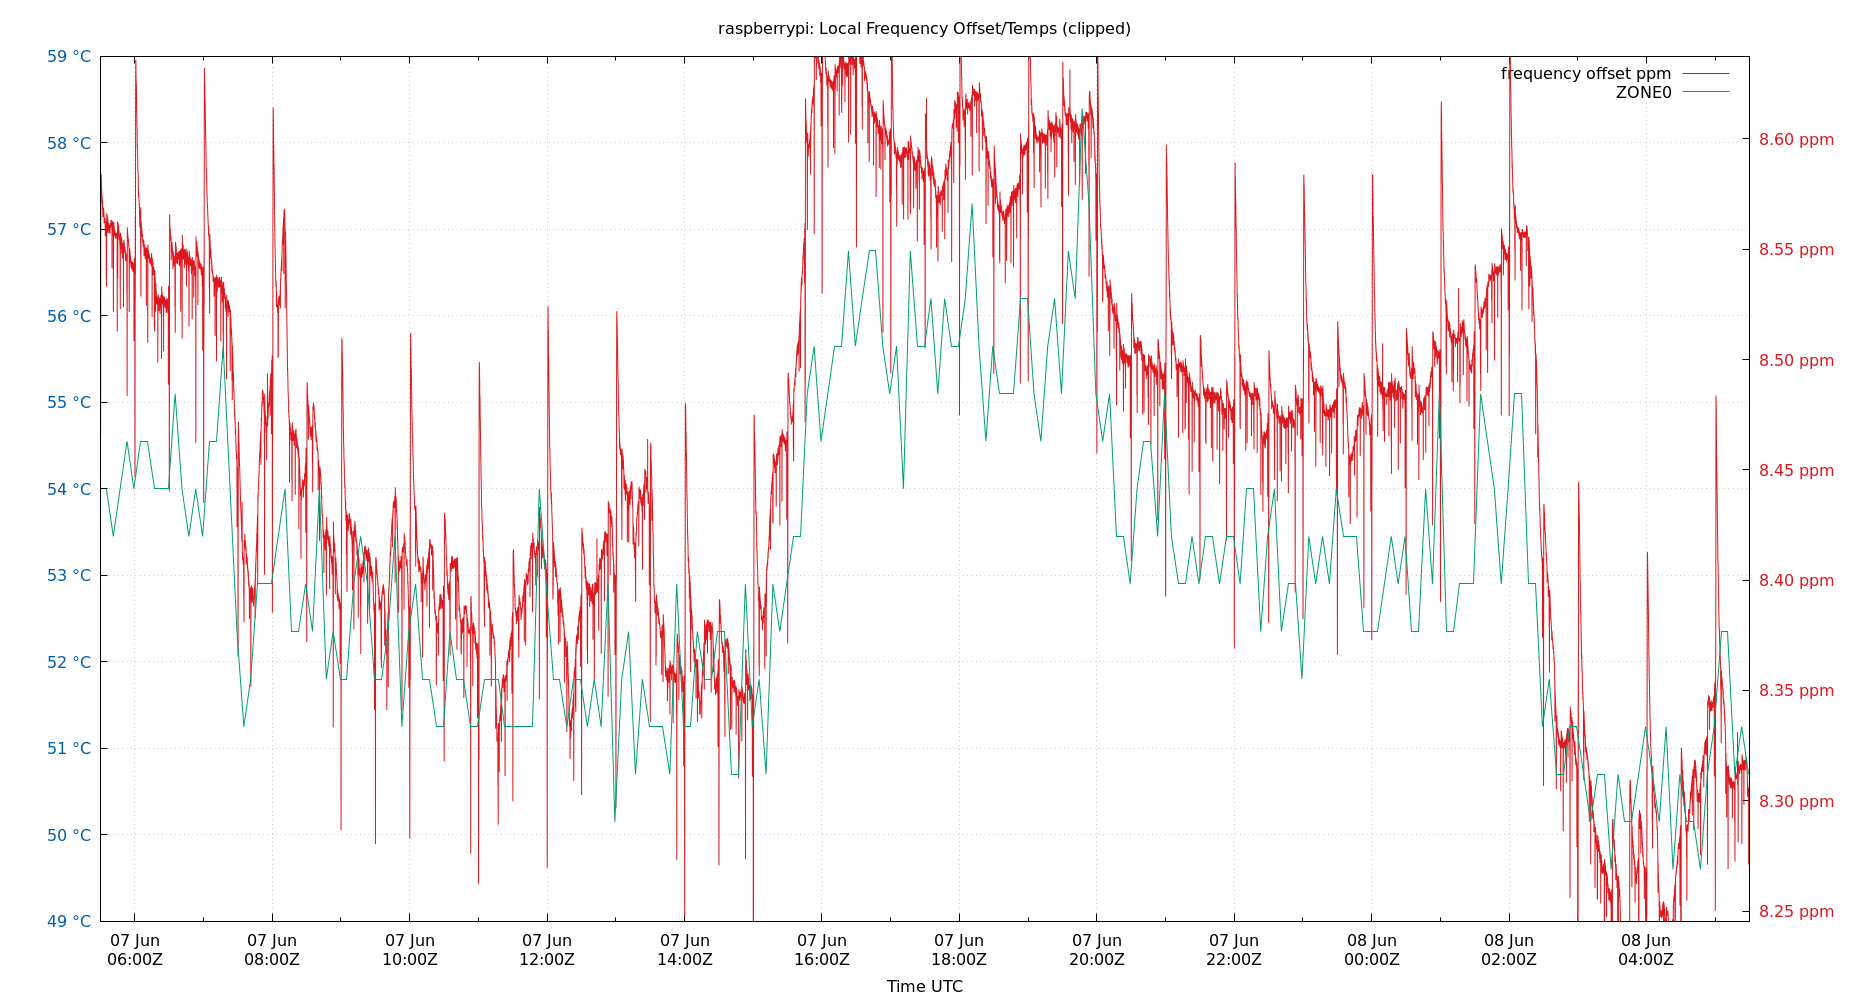 raspberrypi: Local Frequency Offset/Temps (clipped)
frequency offset ppm
ZONE0
59 °C
58 °C
57 °C
56 °C
55 °C
54 °C
53 °C
52 °C
51 °C
50 °C
49 °C
8.60 ppm
8.55 ppm
8.50 ppm
8.45 ppm
8.40 ppm
8.35 ppm
8.30 ppm
8.25 ppm
07 Jun
06:00Z
07 Jun
08:00Z
07 Jun
10:00Z
07 Jun
12:00Z
07 Jun
14:00Z
07 Jun
16:00Z
07 Jun
18:00Z
07 Jun
20:00Z
07 Jun
22:00Z
08 Jun
00:00Z
08 Jun
02:00Z
08 Jun
04:00Z
Time UTC